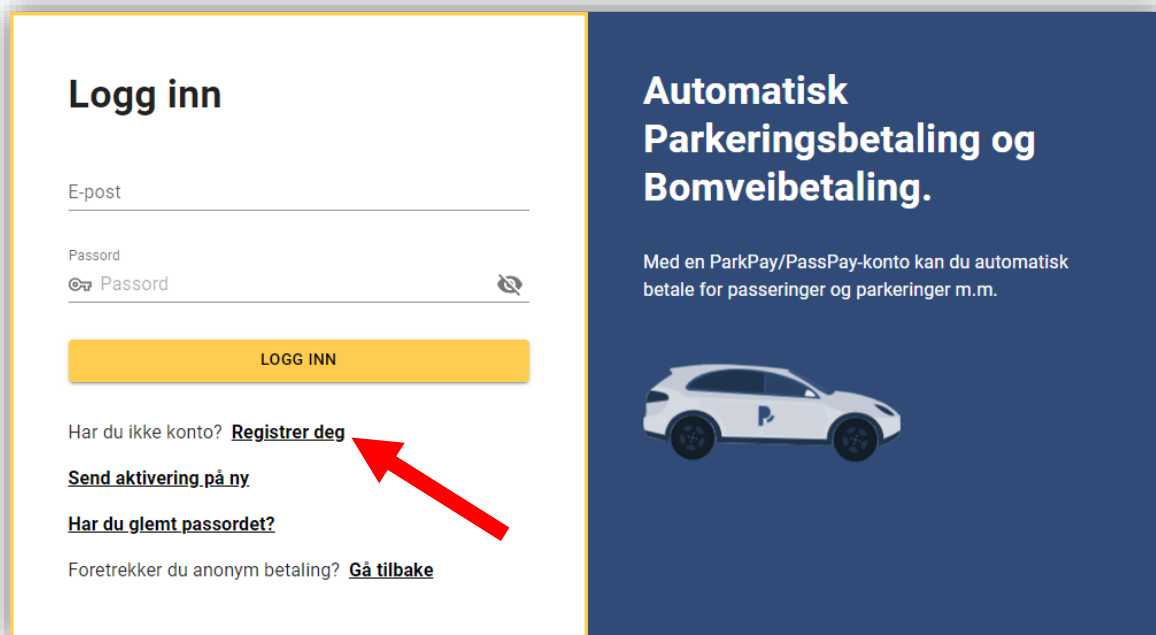 Logg inn
E-post
Passord
Passord
LOGG INN
Har du ikke konto? Registrer deg
Send aktivering på ny
Har du glemt passordet?
Foretrekker du anonym betaling? Gå tilbake
Automatisk
Parkeringsbetaling og
Bomveibetaling.
Med en ParkPay/PassPay-konto kan du automatisk
betale for passeringer og parkeringer m.m.
P